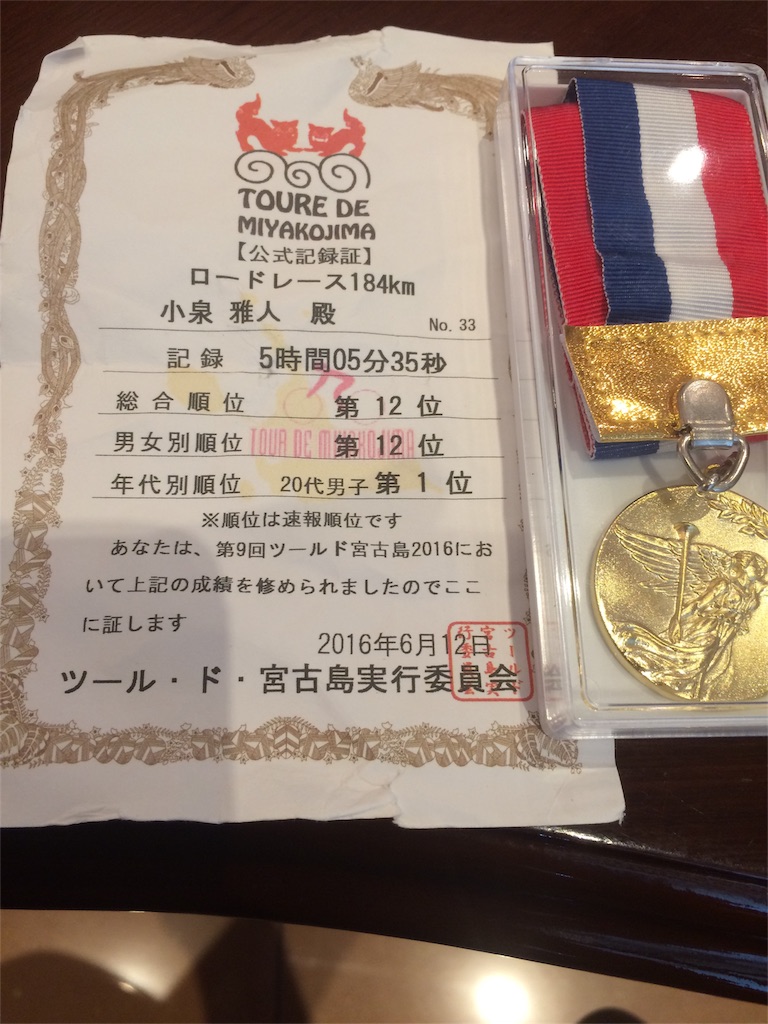 TOURE DE
MIYAKOJIMA
【公式記録証】
ロードレース184km
小泉 雅人 殿
No. 33
記録 5時間05分35秒
総合順位 第 12 位
男女別順位 第 12 位
TOUR DE MIYAKOJIMA
年代別順位 20代男子 第 1 位
※順位は速報順位です
あなたは、第9回ツールド宮古島2016にお
いて上記の成績を修められましたのでここ
に証します
2016年6月12日
ツール・ド・宮古島実行委員会